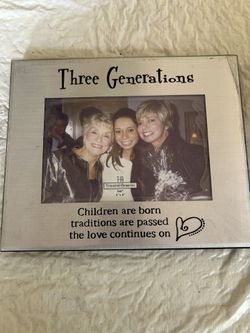 Three Generations
Children are born
traditions are passed
the love continues on